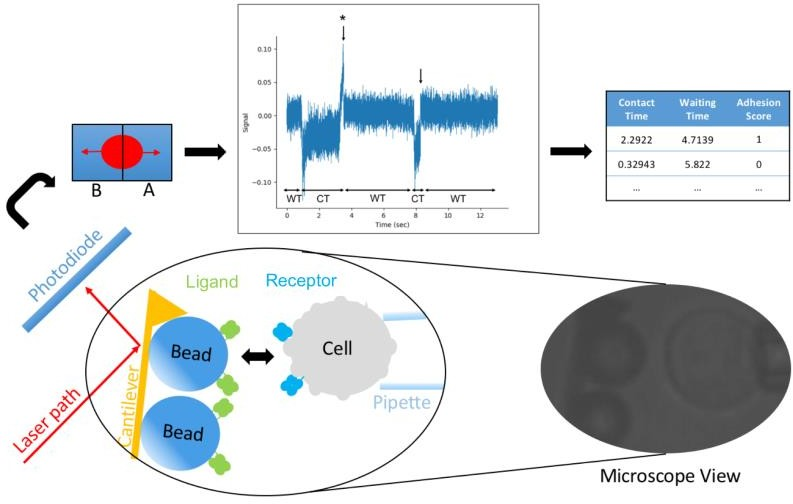 *
0.10
0.05
0.00
−0.05
−0.10
Signal
WT CT WT CT WT
0 2 4 6 8 10 12
Time (sec)
Contact Time Waiting Time Adhesion Score
2.2922 4.7139 1
0.32943 5.822 0
... ... ...
B A
Photodiode
Laser path
Cantilever
Ligand Receptor
Bead
Cell
Bead
Pipette
Microscope View